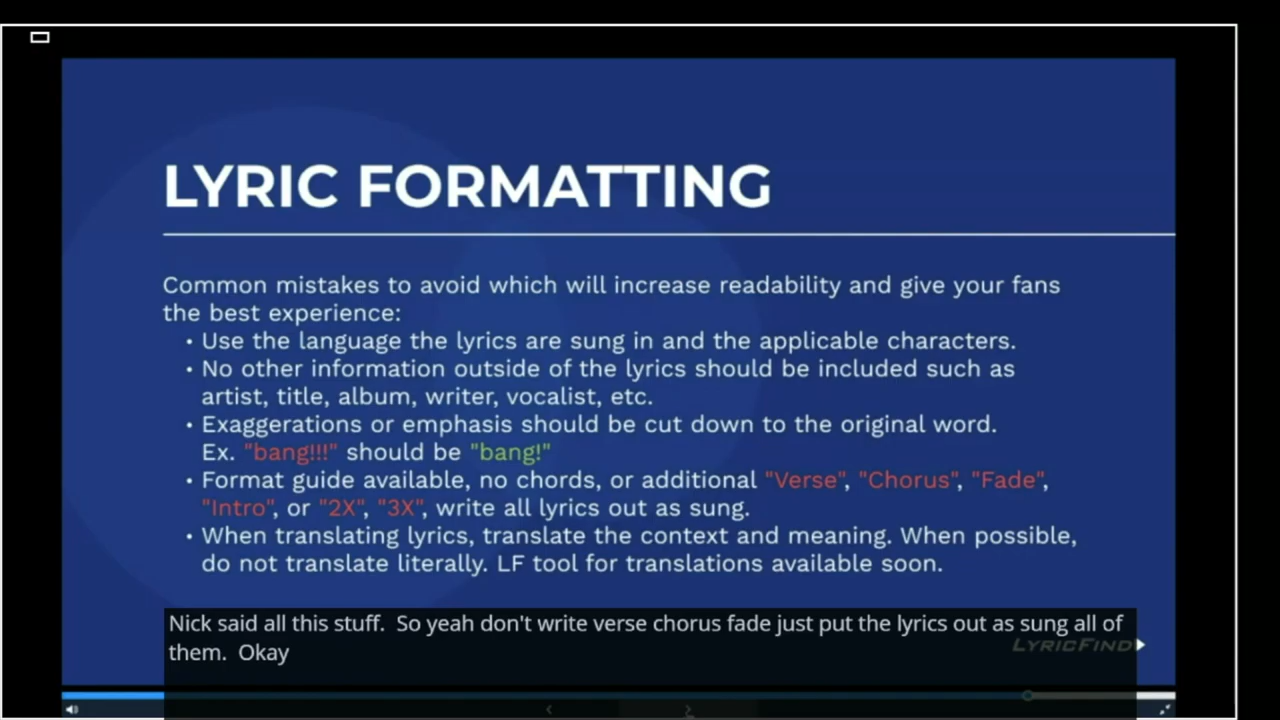 LYRIC FORMATTING
Common mistakes to avoid which will increase readability and give your fans
the best experience:
• Use the language the lyrics are sung in and the applicable characters.
• No other information outside of the lyrics should be included such as
artist, title, album, writer, vocalist, etc.
• Exaggerations or emphasis should be cut down to the original word.
Ex. "bang!!!" should be "bang!"
• Format guide available, no chords, or additional "Verse", "Chorus", "Fade",
"Intro", or "2X", "3X", write all lyrics out as sung.
• When translating lyrics, translate the context and meaning. When possible,
do not translate literally. LF tool for translations available soon.
Nick said all this stuff.  So yeah don't write verse chorus fade just put the lyrics out as sung all of
them.  Okay
LYRICFIND